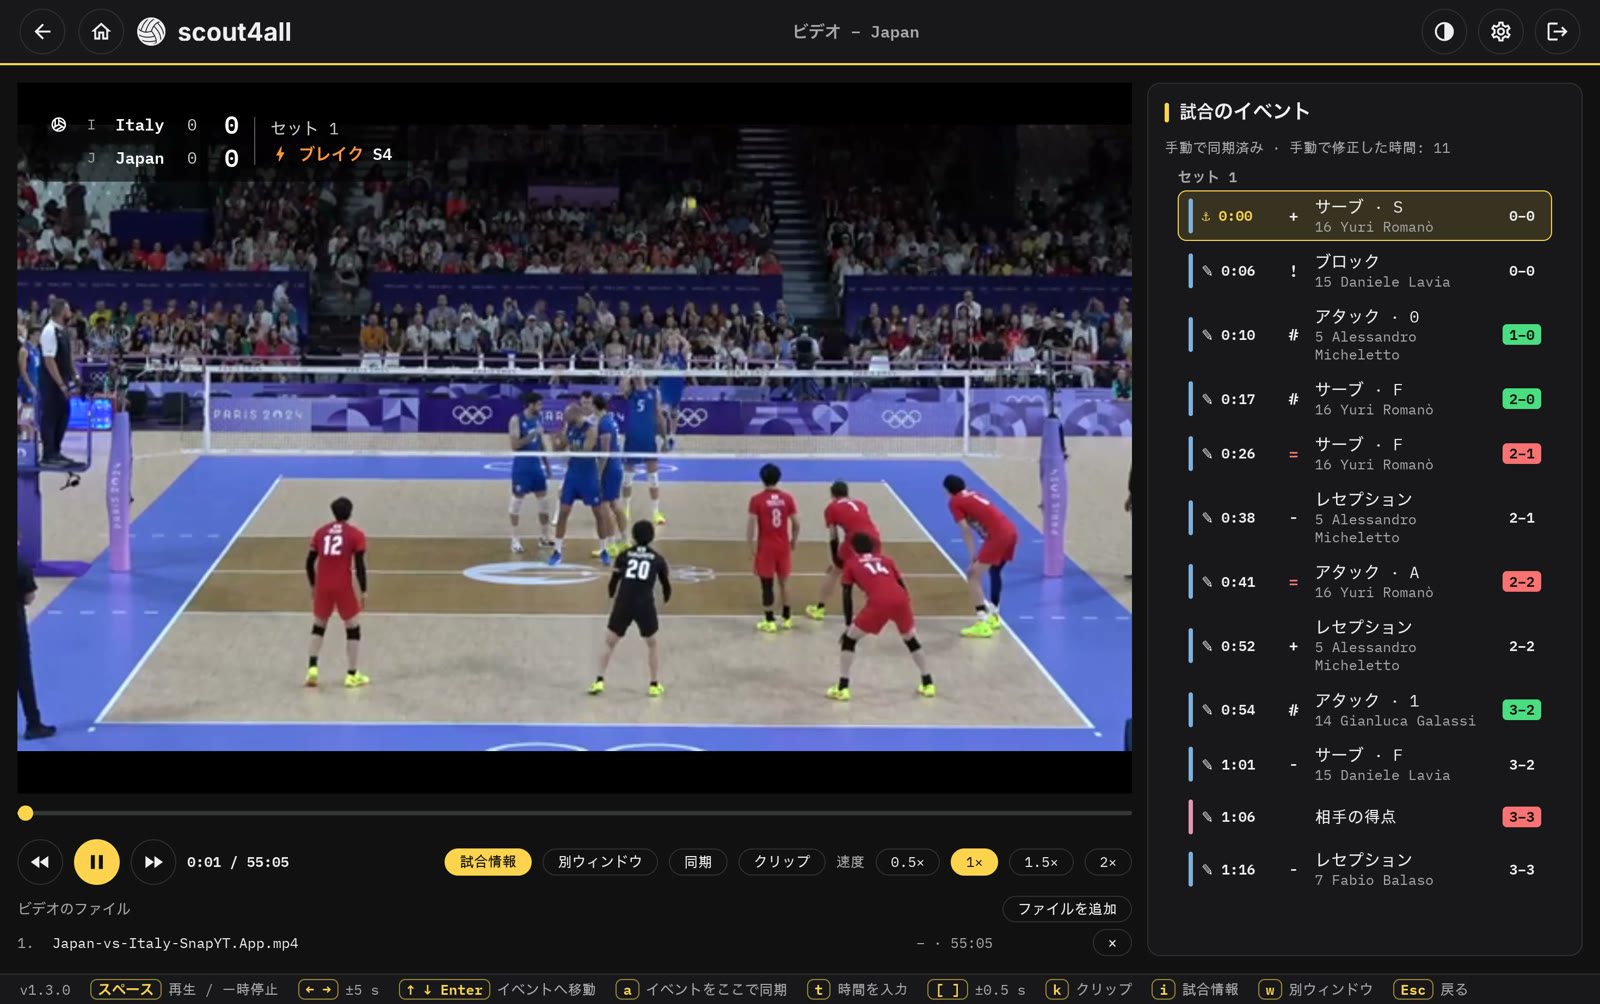 scout4all
ビデオ – Japan
I Italy 0 0
J Japan 0 0
セット 1
ブレイク S4
PARIS 2024
PARIS 2024
PARIS 2024
5
12
20
8
14
試合のイベント
手動で同期済み · 手動で修正した時間: 11
セット 1
0:00 + サーブ · S 0–0
16 Yuri Romanò
0:06 ! ブロック 0–0
15 Daniele Lavia
0:10 # アタック · 0 1–0
5 Alessandro
Micheletto
0:17 # サーブ · F 2–0
16 Yuri Romanò
0:26 = サーブ · F 2–1
16 Yuri Romanò
0:38 - レセプション 2–1
5 Alessandro
Micheletto
0:41 = アタック · A 2–2
16 Yuri Romanò
0:52 + レセプション 2–2
5 Alessandro
Micheletto
0:54 # アタック · 1 3–2
14 Gianluca Galassi
1:01 - サーブ · F 3–2
15 Daniele Lavia
1:06 相手の得点 3–3
1:16 - レセプション 3–3
7 Fabio Balaso
0:01 / 55:05
試合情報 別ウィンドウ 同期 クリップ 速度 0.5× 1× 1.5× 2×
ビデオのファイル ファイルを追加
1. Japan-vs-Italy-SnapYT.App.mp4 – · 55:05 ×
v1.3.0 スペース 再生 / 一時停止 ← → ±5 s ↑ ↓ Enter イベントへ移動 a イベントをここで同期 t 時間を入力 [ ] ±0.5 s k クリップ i 試合情報 w 別ウィンドウ Esc 戻る